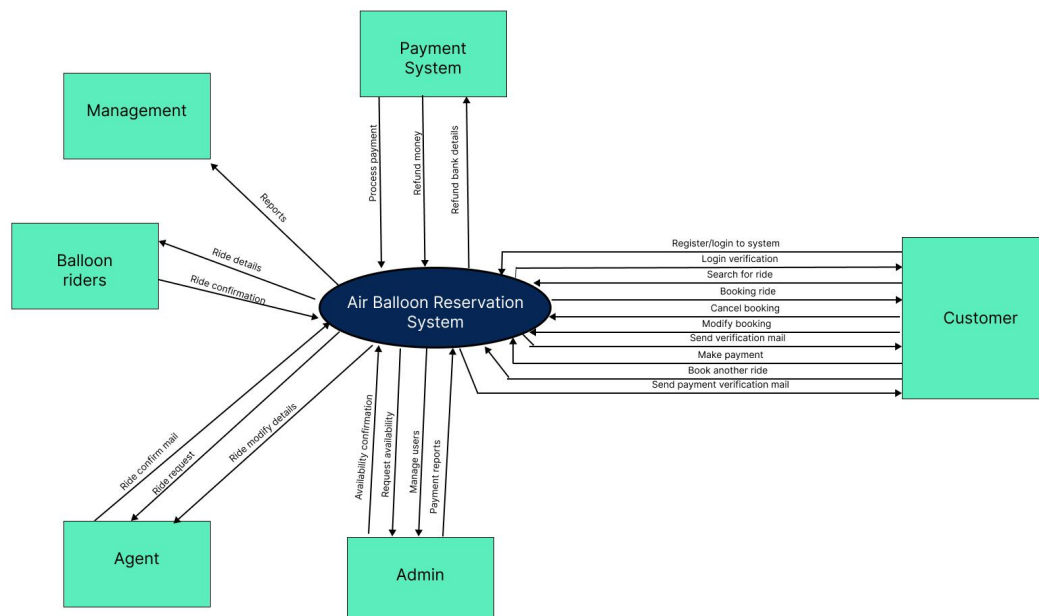 Payment
System
Management
Process payment
Refund money
Refund bank details
Reports
Balloon
riders
Ride details
Ride confirmation
Air Balloon Reservation
System
Register/login to system
Login verification
Search for ride
Booking ride
Cancel booking
Modify booking
Send verification mail
Make payment
Book another ride
Send payment verification mail
Customer
Ride confirm mail
Ride request
Ride modify details
Availability confirmation
Request availability
Manage users
Payment reports
Agent
Admin